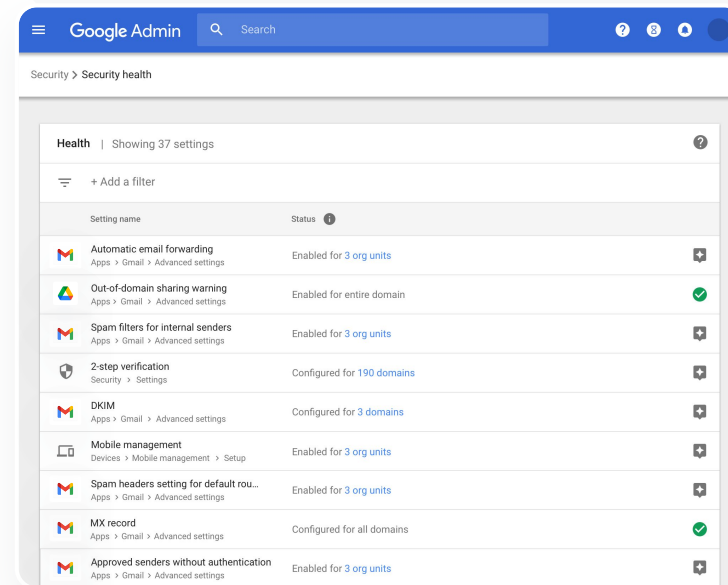 Google Admin
Search
Security > Security health
Health | Showing 37 settings
+ Add a filter
Setting name Status
Automatic email forwarding
Apps > Gmail > Advanced settings
Enabled for 3 org units
Out-of-domain sharing warning
Apps > Gmail > Advanced settings
Enabled for entire domain
Spam filters for internal senders
Apps > Gmail > Advanced settings
Enabled for 3 org units
2-step verification
Security > Settings
Configured for 190 domains
DKIM
Apps > Gmail > Advanced settings
Configured for 3 domains
Mobile management
Devices > Mobile management > Setup
Enabled for 3 org units
Spam headers setting for default rou...
Apps > Gmail > Advanced settings
Enabled for 3 org units
MX record
Apps > Gmail > Advanced settings
Configured for all domains
Approved senders without authentication
Apps > Gmail > Advanced settings
Enabled for 3 org units